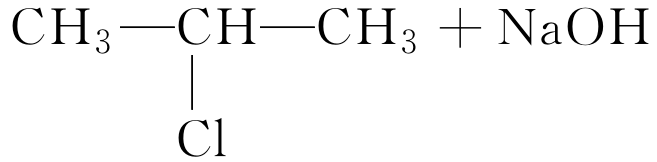 CH₃—CH—CH₃ + NaOH
|
Cl